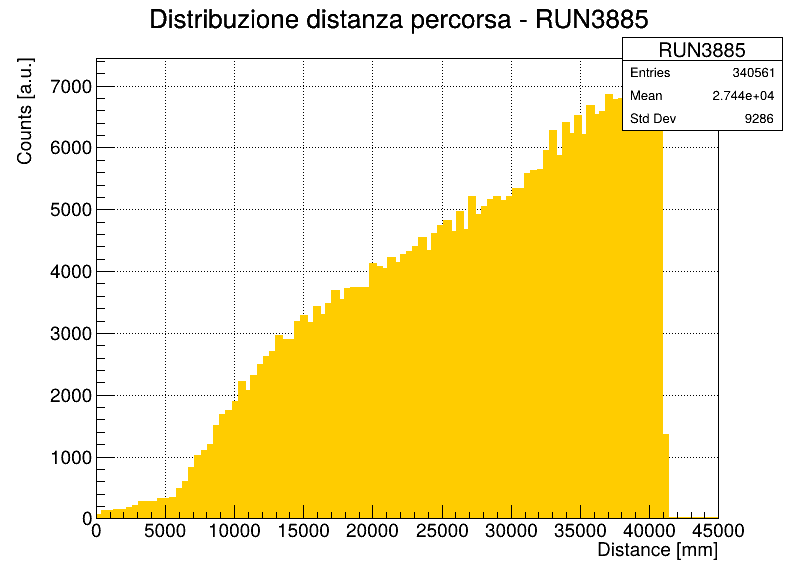 Distribuzione distanza percorsa - RUN3885
RUN3885
Entries 340561
Mean 2.744e+04
Std Dev 9286
Counts [a.u.]
7000
6000
5000
4000
3000
2000
1000
0
0 5000 10000 15000 20000 25000 30000 35000 40000 45000
Distance [mm]